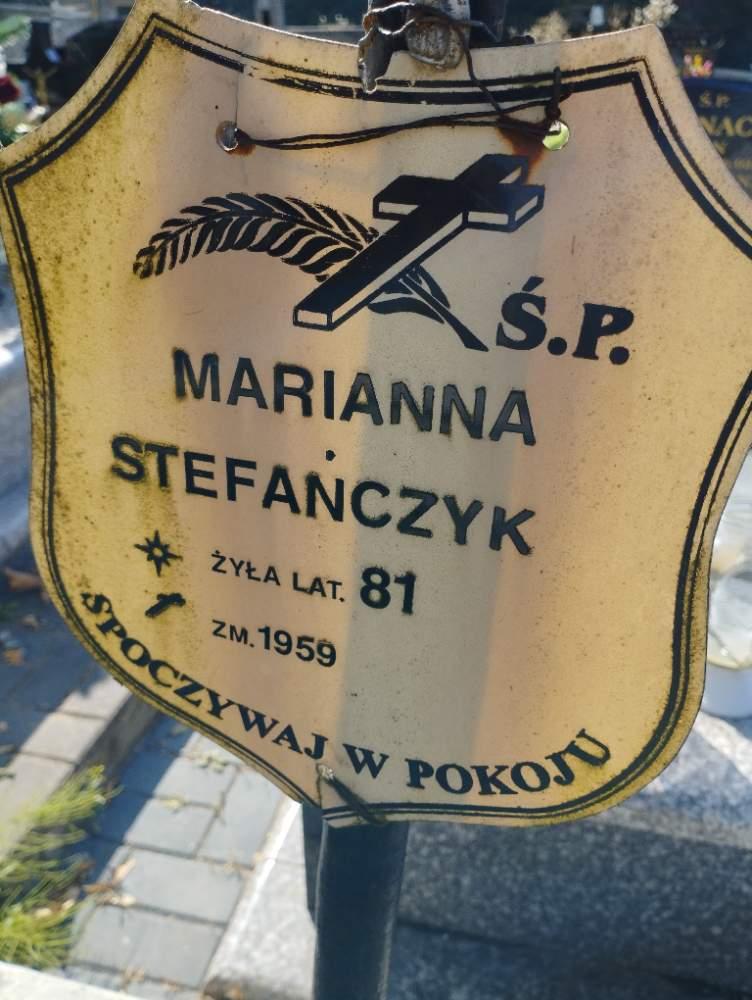 Ś.P.
MARIANNA
STEFAŃCZYK
ŻYŁA LAT. 81
ZM. 1959
SPOCZYWAJ W POKOJU
Ś.P.